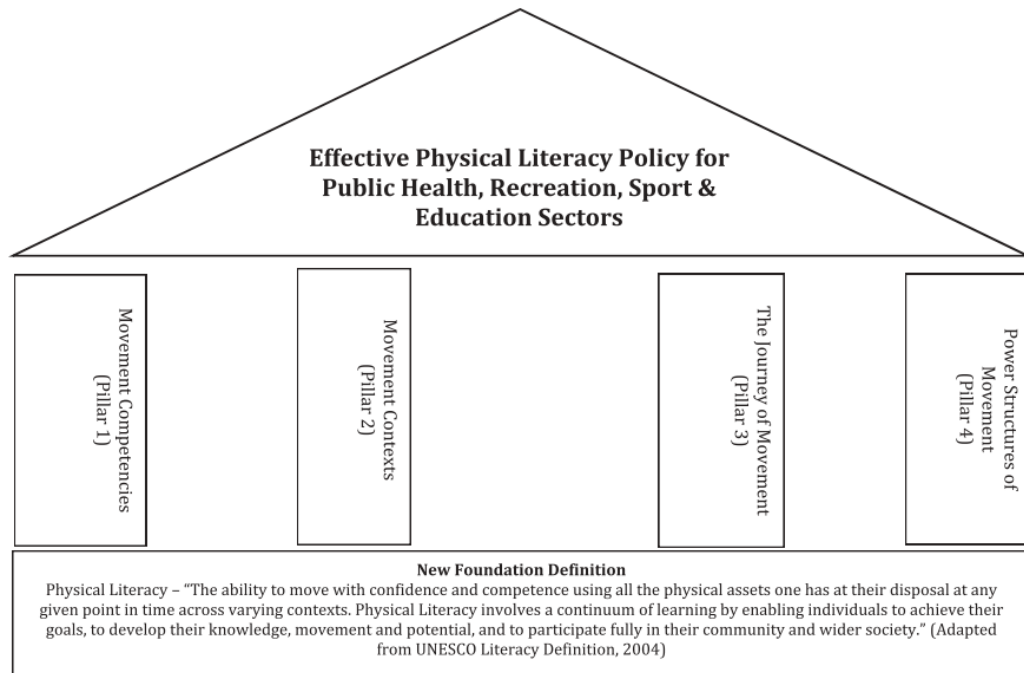 Effective Physical Literacy Policy for
Public Health, Recreation, Sport &
Education Sectors
Movement Competencies
(Pillar 1)
Movement Contexts
(Pillar 2)
The Journey of Movement
(Pillar 3)
Power Structures of
Movement
(Pillar 4)
New Foundation Definition
Physical Literacy – “The ability to move with confidence and competence using all the physical assets one has at their disposal at any
given point in time across varying contexts. Physical Literacy involves a continuum of learning by enabling individuals to achieve their
goals, to develop their knowledge, movement and potential, and to participate fully in their community and wider society.” (Adapted
from UNESCO Literacy Definition, 2004)